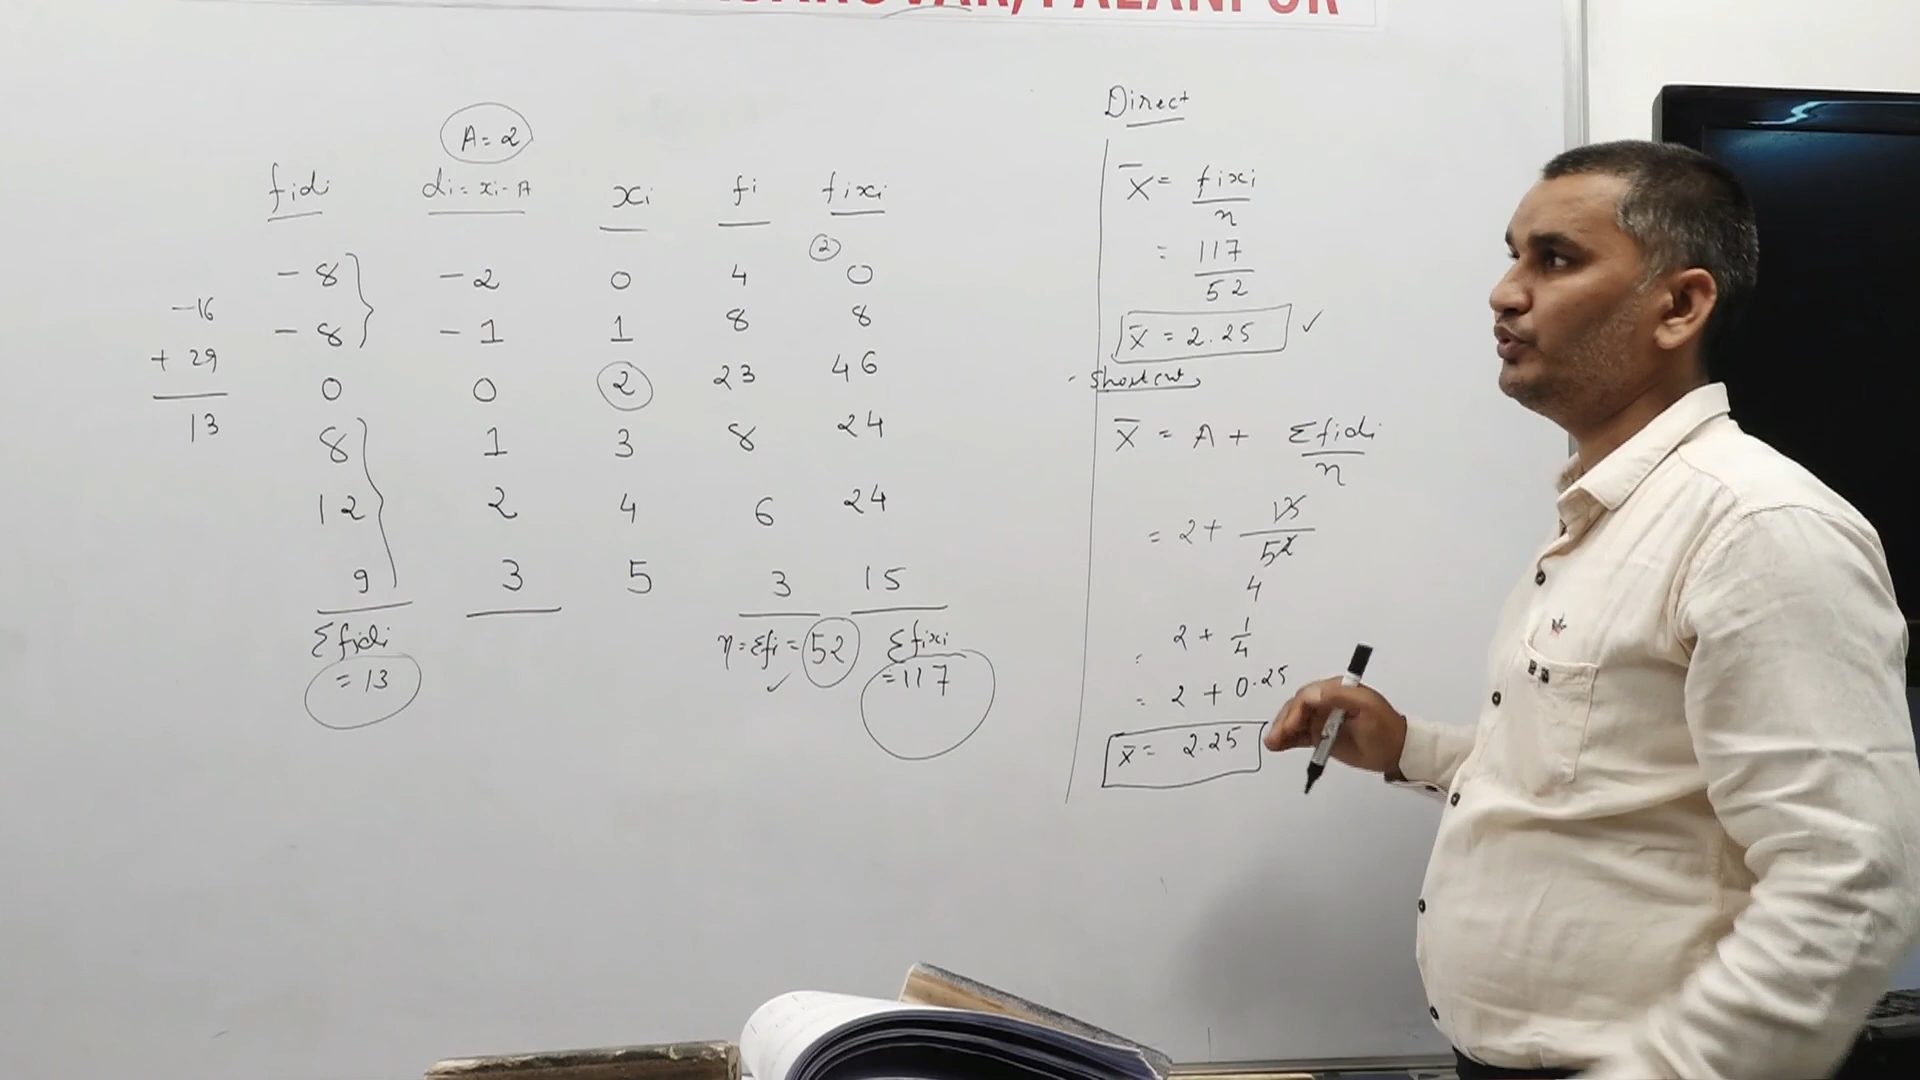 PALANPUR
A = 2
fidi di = xi - A xi fi fixi
2
- 8 - 2 0 4 0
- 8 - 1 1 8 8
0 0 2 23 46
8 1 3 8 24
12 2 4 6 24
9 3 5 3 15
-16
+ 29
13
Σfidi
= 13
n = Σfi = 52
Σfixi
= 117
Direct
x̄ = fixi / n
= 117 / 52
x̄ = 2.25 ✓
Shortcut
x̄ = A + Σfidi / n
= 2 + 13 / 52
4
= 2 + 1/4
= 2 + 0.25
x̄ = 2.25